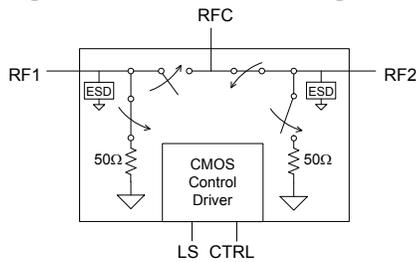 RFC
RF1
RF2
ESD
ESD
50Ω
50Ω
CMOS
Control
Driver
LS CTRL